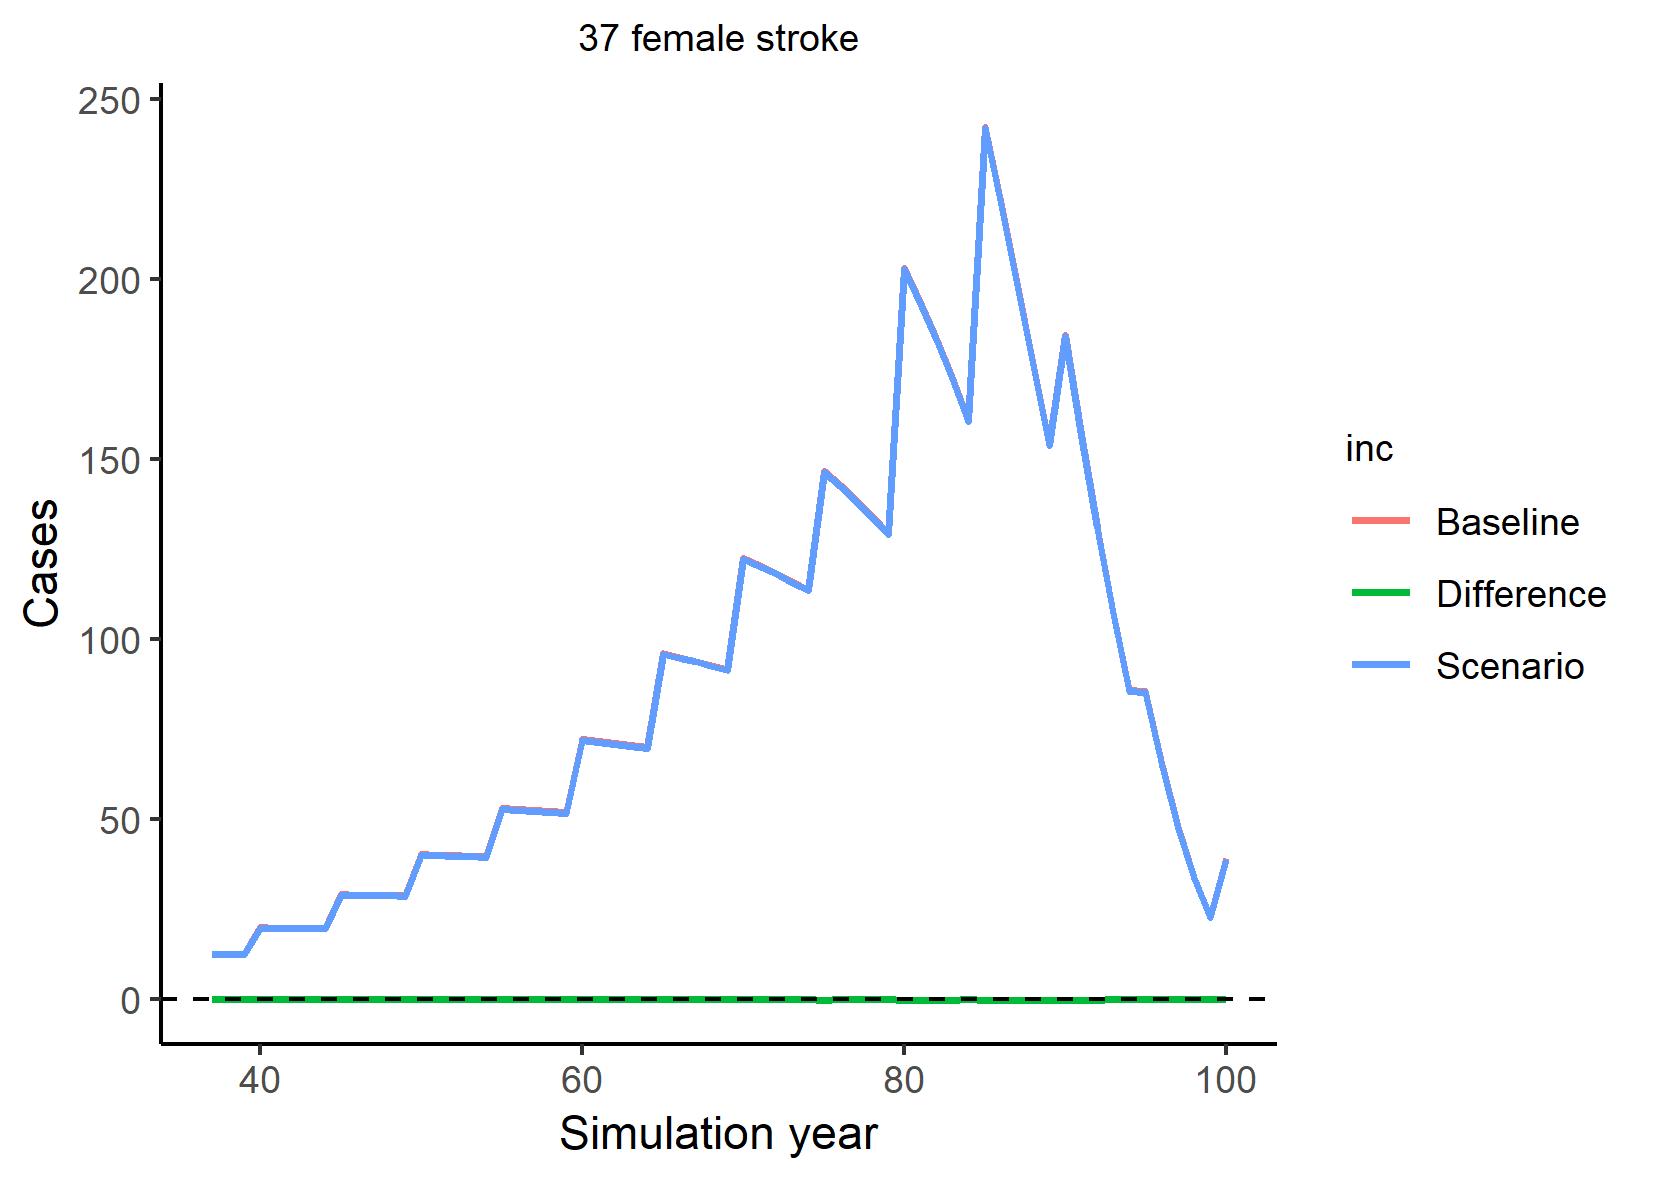 37 female stroke
250
200
150
100
50
0
Cases
40 60 80 100
Simulation year
inc
Baseline
Difference
Scenario